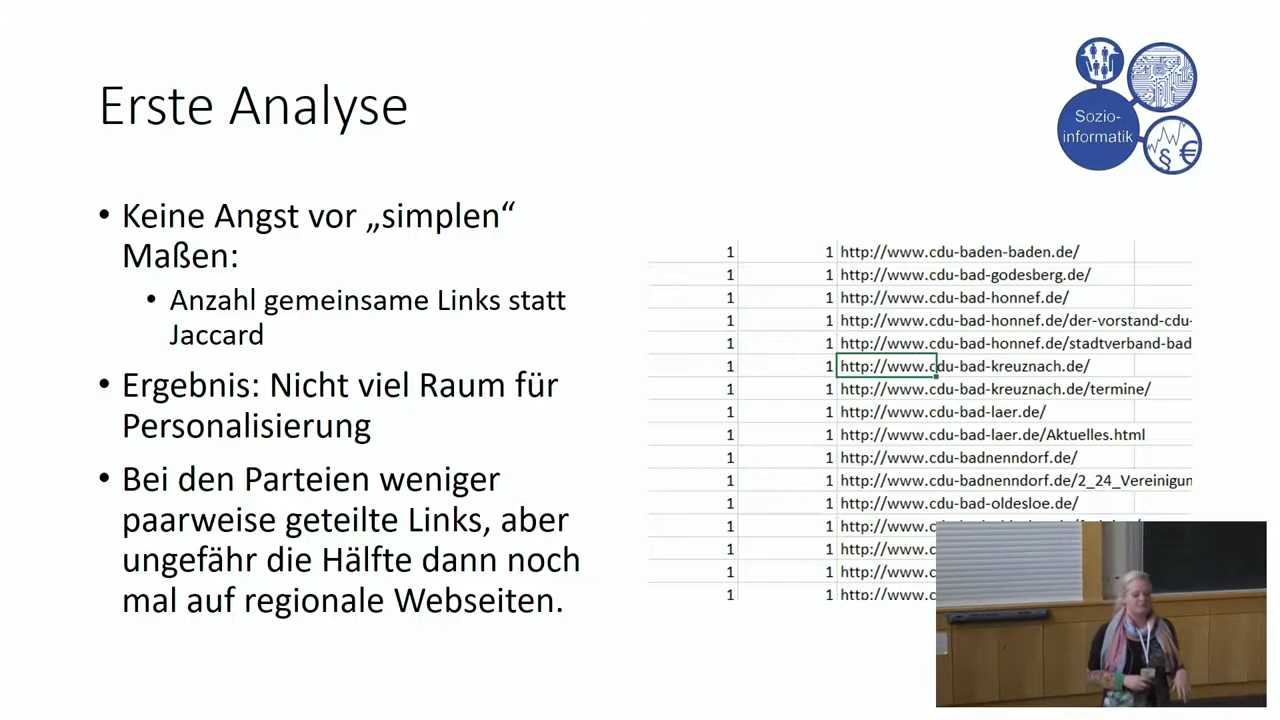 Erste Analyse
Sozio-
informatik
§
€
• Keine Angst vor „simplen“
Maßen:
• Anzahl gemeinsame Links statt
Jaccard
• Ergebnis: Nicht viel Raum für
Personalisierung
• Bei den Parteien weniger
paarweise geteilte Links, aber
ungefähr die Hälfte dann noch
mal auf regionale Webseiten.
1 1 http://www.cdu-baden-baden.de/
1 1 http://www.cdu-bad-godesberg.de/
1 1 http://www.cdu-bad-honnef.de/
1 1 http://www.cdu-bad-honnef.de/der-vorstand-cdu-
1 1 http://www.cdu-bad-honnef.de/stadtverband-bad
1 1 http://www.cdu-bad-kreuznach.de/
1 1 http://www.cdu-bad-kreuznach.de/termine/
1 1 http://www.cdu-bad-laer.de/
1 1 http://www.cdu-bad-laer.de/Aktuelles.html
1 1 http://www.cdu-badnenndorf.de/
1 1 http://www.cdu-badnenndorf.de/2_24_Vereinigun
1 1 http://www.cdu-bad-oldesloe.de/
1 1 http://www.c
1 1 http://www.c
1 1 http://www.c
1 1 http://www.c